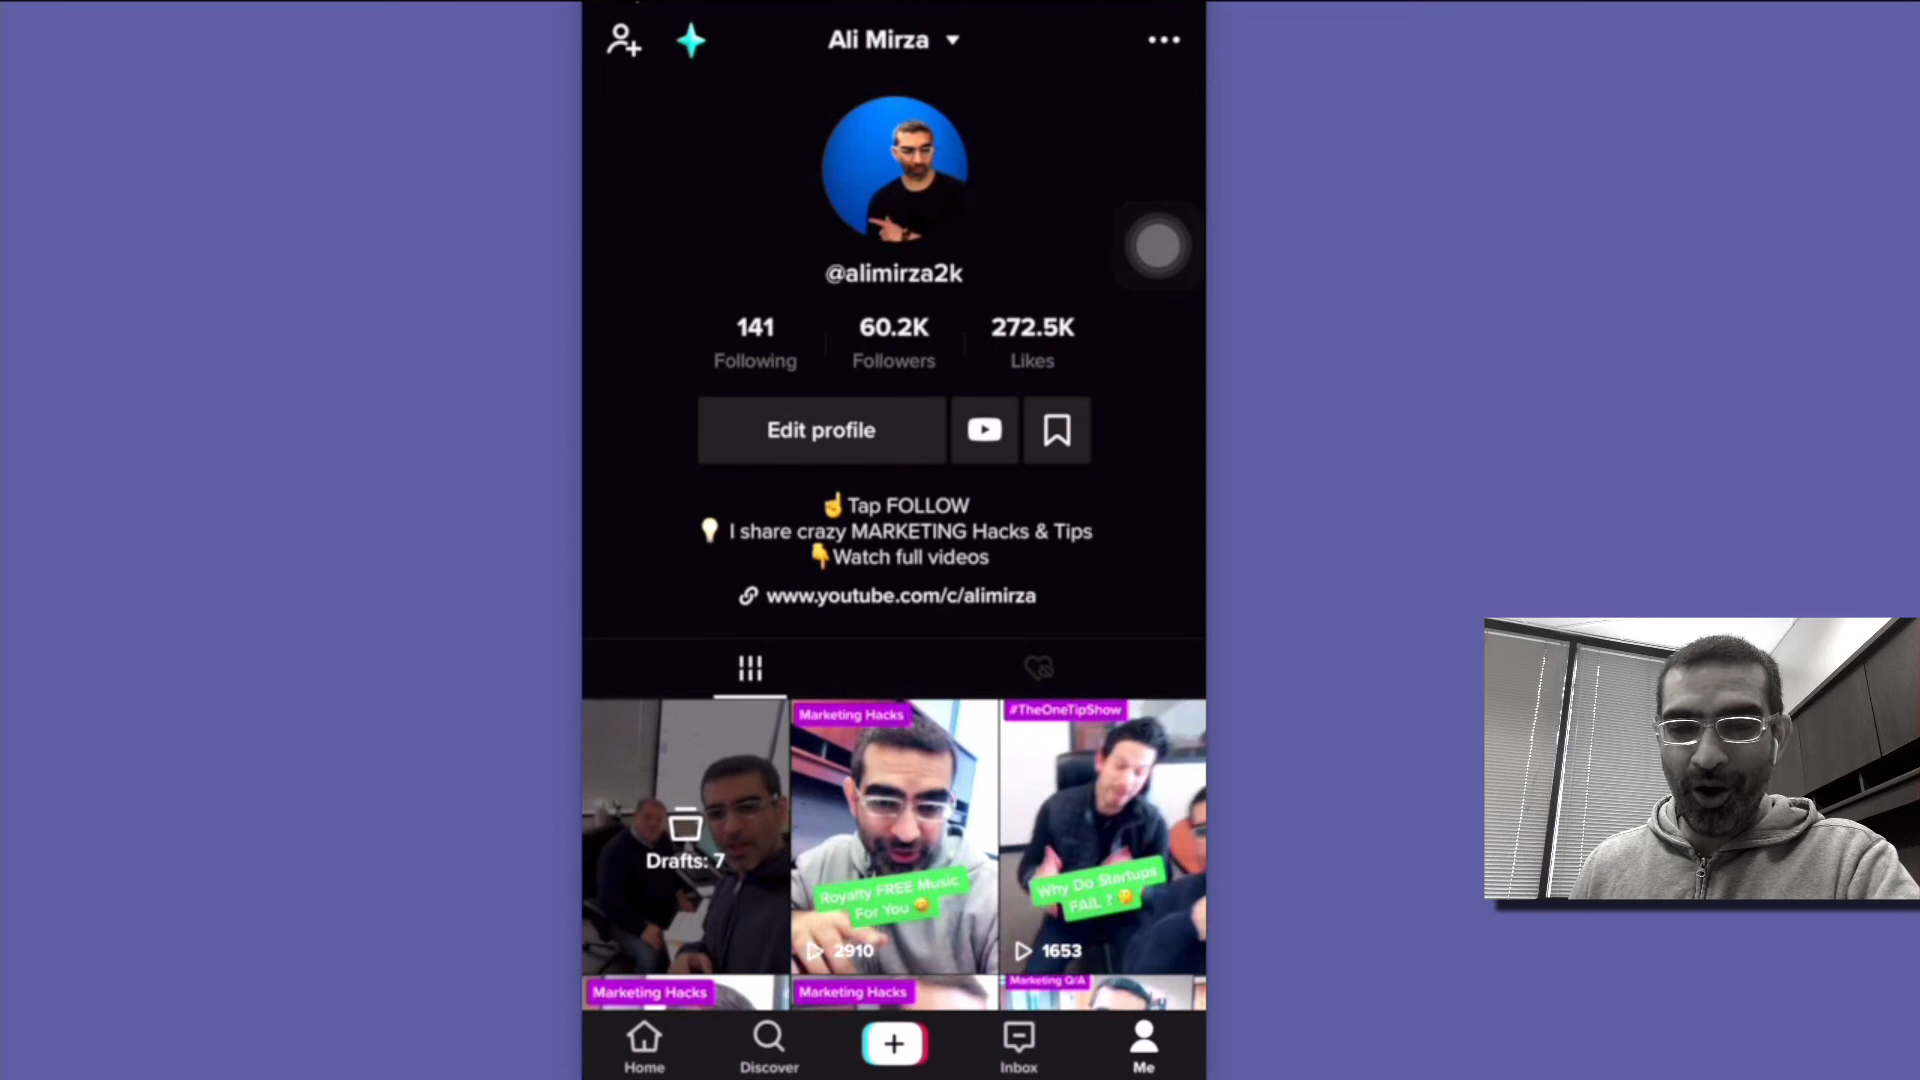 Ali Mirza
@alimirza2k
141 60.2K 272.5K
Following Followers Likes
Edit profile
☝️Tap FOLLOW
💡 I share crazy MARKETING Hacks & Tips
👇Watch full videos
www.youtube.com/c/alimirza
Drafts: 7
Marketing Hacks
Royalty FREE Music
For You 😋
2910
#TheOneTipShow
Why Do Startups
FAIL ? 🤔
1653
Marketing Hacks
Marketing Hacks
Marketing Q/A
Home Discover Inbox Me